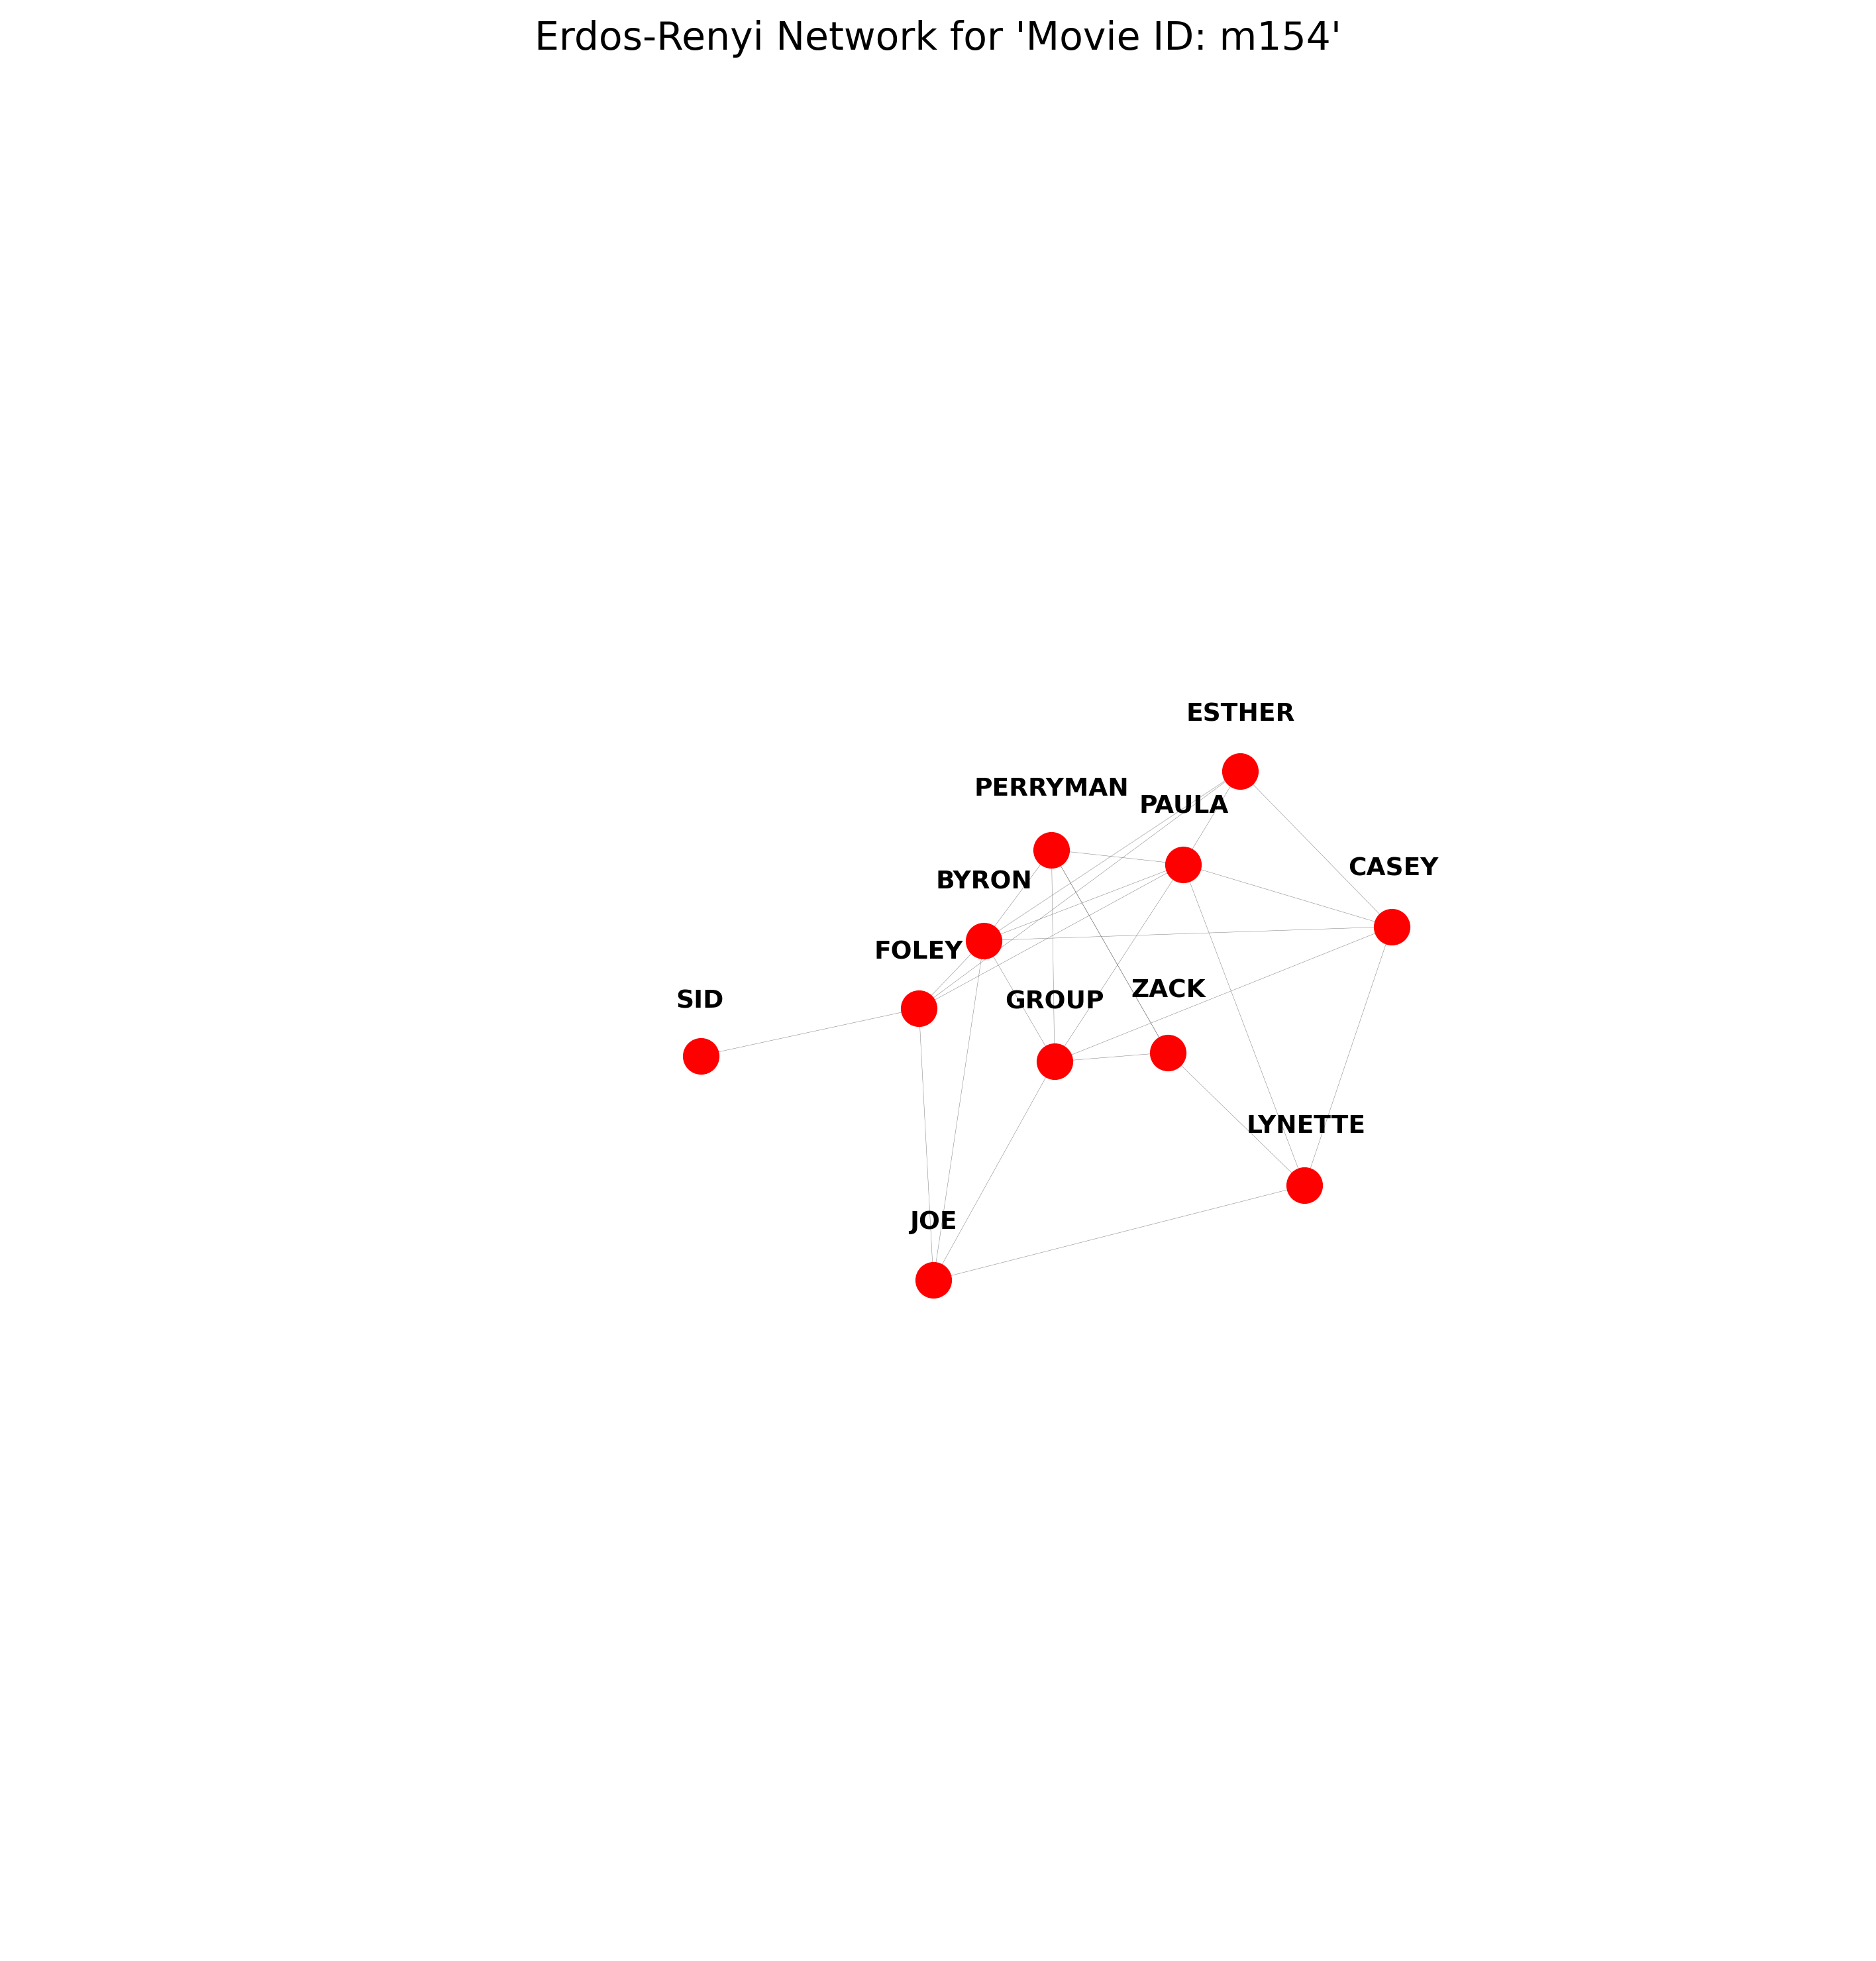 Erdos-Renyi Network for 'Movie ID: m154'
ESTHER
PERRYMAN
PAULA
CASEY
BYRON
FOLEY
ZACK
SID
GROUP
LYNETTE
JOE